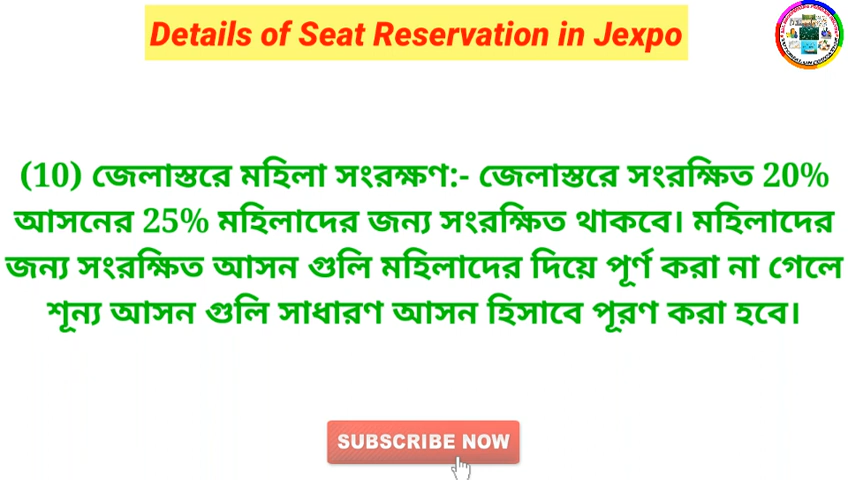 Details of Seat Reservation in Jexpo
(10) জেলাস্তরে মহিলা সংরক্ষণ:- জেলাস্তরে সংরক্ষিত 20%
আসনের 25% মহিলাদের জন্য সংরক্ষিত থাকবে। মহিলাদের
জন্য সংরক্ষিত আসন গুলি মহিলাদের দিয়ে পূর্ণ করা না গেলে
শূন্য আসন গুলি সাধারণ আসন হিসাবে পূরণ করা হবে।
SUBSCRIBE NOW